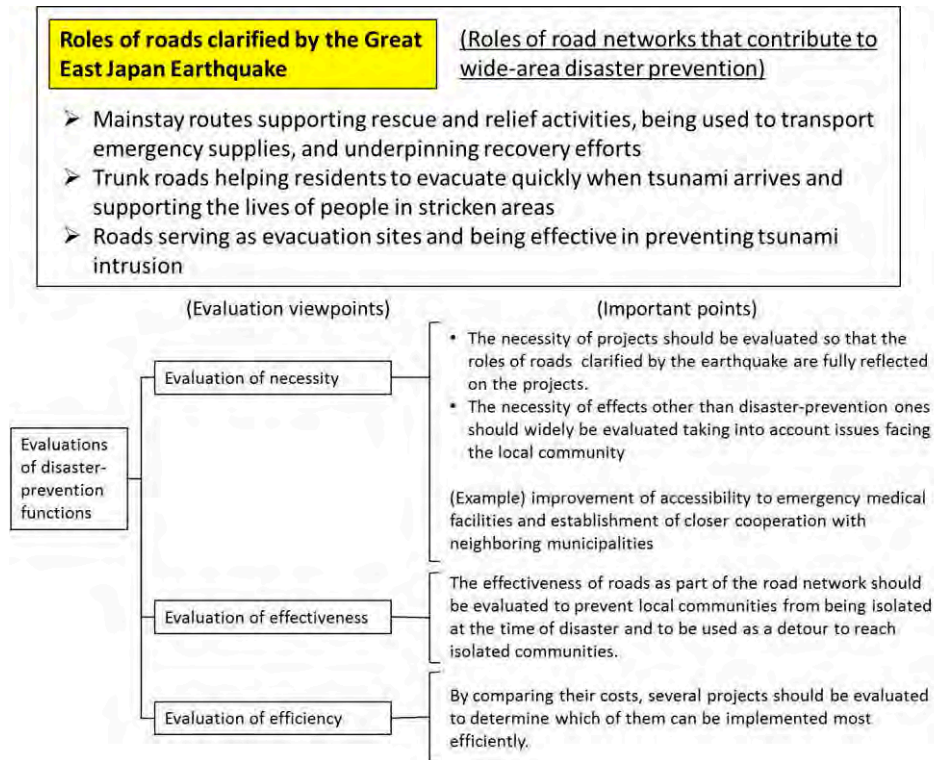 Roles of roads clarified by the Great
East Japan Earthquake
(Roles of road networks that contribute to
wide-area disaster prevention)
➢ Mainstay routes supporting rescue and relief activities, being used to transport
emergency supplies, and underpinning recovery efforts
➢ Trunk roads helping residents to evacuate quickly when tsunami arrives and
supporting the lives of people in stricken areas
➢ Roads serving as evacuation sites and being effective in preventing tsunami
intrusion
(Evaluation viewpoints)
(Important points)
Evaluations
of disaster-
prevention
functions
Evaluation of necessity
• The necessity of projects should be evaluated so that the
roles of roads clarified by the earthquake are fully reflected
on the projects.
• The necessity of effects other than disaster-prevention ones
should widely be evaluated taking into account issues facing
the local community
(Example) improvement of accessibility to emergency medical
facilities and establishment of closer cooperation with
neighboring municipalities
Evaluation of effectiveness
The effectiveness of roads as part of the road network should
be evaluated to prevent local communities from being isolated
at the time of disaster and to be used as a detour to reach
isolated communities.
Evaluation of efficiency
By comparing their costs, several projects should be evaluated
to determine which of them can be implemented most
efficiently.